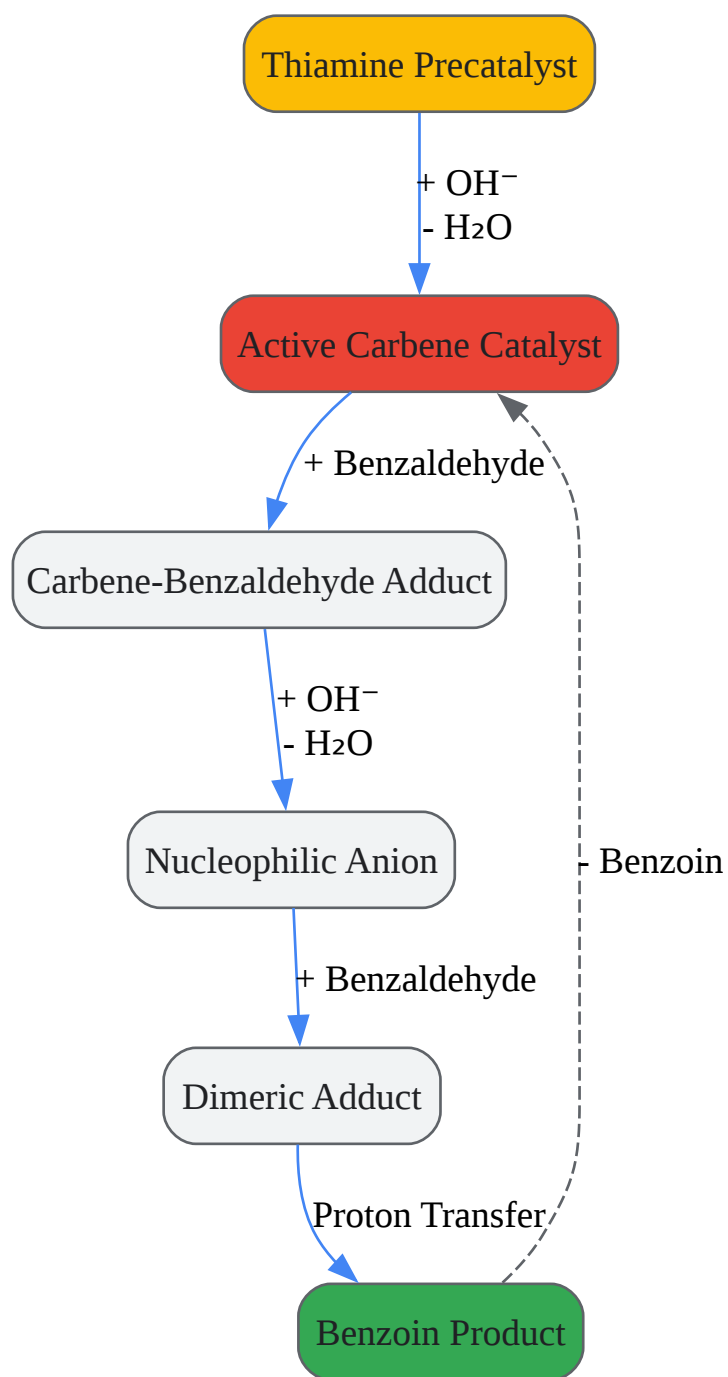 Thiamine Precatalyst
+ OH⁻
- H₂O
Active Carbene Catalyst
+ Benzaldehyde
Carbene-Benzaldehyde Adduct
+ OH⁻
- H₂O
Nucleophilic Anion
- Benzoin
+ Benzaldehyde
Dimeric Adduct
Proton Transfer
Benzoin Product